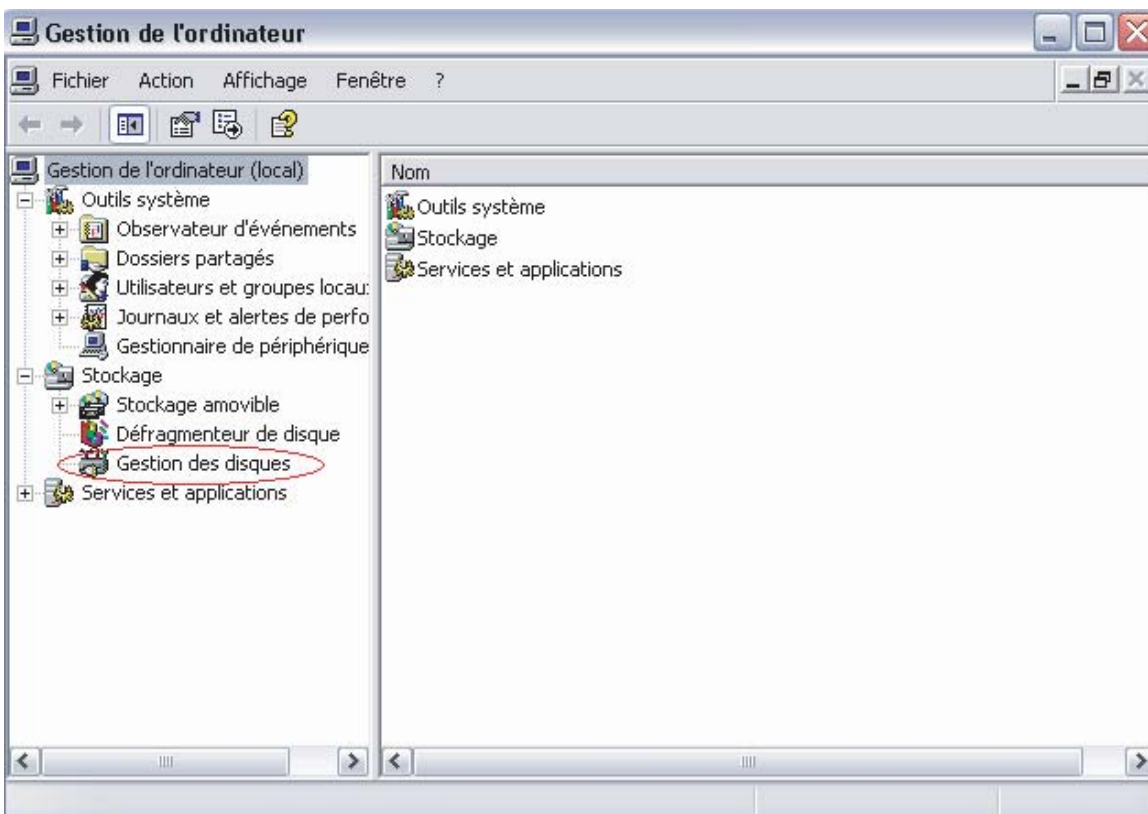 Gestion de l'ordinateur
Fichier Action Affichage Fenêtre ?
Gestion de l'ordinateur (local)
Outils système
Observateur d'événements
Dossiers partagés
Utilisateurs et groupes locau
Journaux et alertes de perfo
Gestionnaire de périphérique
Stockage
Stockage amovible
Défragmenteur de disque
Gestion des disques
Services et applications
Nom
Outils système
Stockage
Services et applications